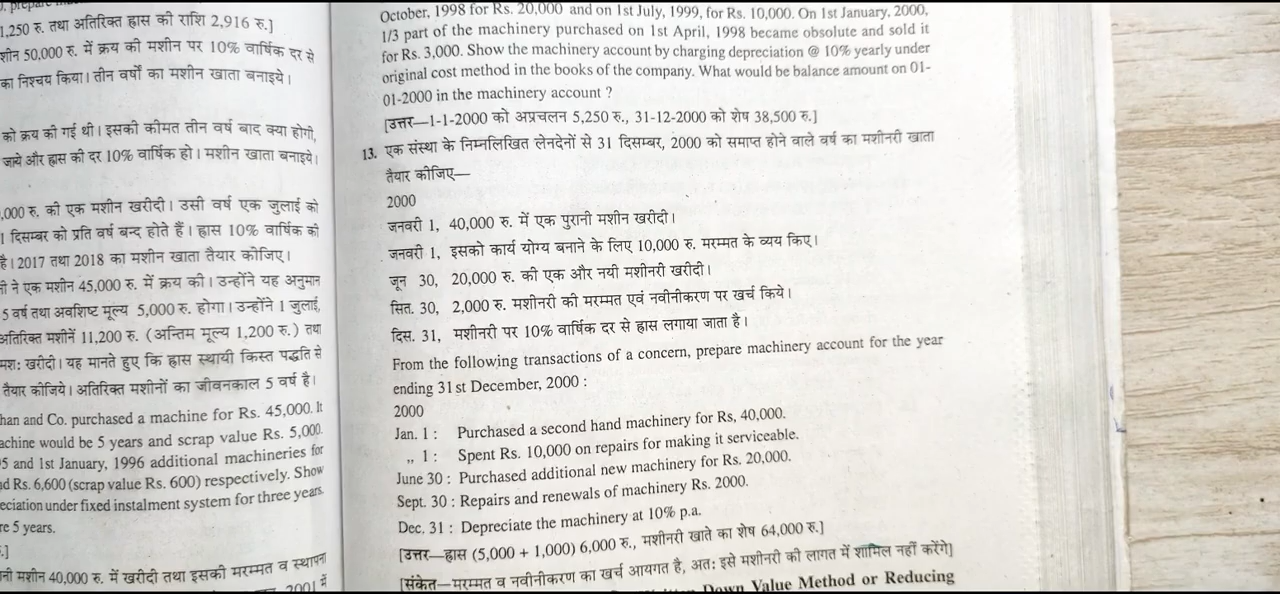 1,250 रु. तथा अतिरिक्त ह्रास की राशि 2,916 रु.]
शीन 50,000 रु. में क्रय की मशीन पर 10% वार्षिक दर से
का निश्चय किया। तीन वर्षों का मशीन खाता बनाइये।
को क्रय की गई थी। इसकी कीमत तीन वर्ष बाद क्या होगी,
जाये और ह्रास की दर 10% वार्षिक हो। मशीन खाता बनाइये।
,000 रु. की एक मशीन खरीदी। उसी वर्ष एक जुलाई को
1 दिसम्बर को प्रति वर्ष बन्द होते हैं। ह्रास 10% वार्षिक की
है। 2017 तथा 2018 का मशीन खाता तैयार कोजिए।
नी ने एक मशीन 45,000 रु. में क्रय की। उन्होंने यह अनुमान
5 वर्ष तथा अवशिष्ट मूल्य 5,000 रु. होगा। उन्होंने 1 जुलाई,
अतिरिक्त मशीनें 11,200 रु. (अन्तिम मूल्य 1,200 रु.) तथा
मश: खरीदी। यह मानते हुए कि ह्रास स्थायी किस्त पद्धति से
तैयार कीजिये। अतिरिक्त मशीनों का जीवनकाल 5 वर्ष है।
han and Co. purchased a machine for Rs. 45,000. It
achine would be 5 years and scrap value Rs. 5,000.
5 and 1st January, 1996 additional machineries for
nd Rs. 6,600 (scrap value Rs. 600) respectively. Show
eciation under fixed instalment system for three years.
re 5 years.
नी मशीन 40,000 रु. में खरीदी तथा इसकी मरम्मत व स्थापना
2001 में
October, 1998 for Rs. 20,000 and on 1st July, 1999, for Rs. 10,000. On 1st January, 2000,
1/3 part of the machinery purchased on 1st April, 1998 became obsolute and sold it
for Rs. 3,000. Show the machinery account by charging depreciation @ 10% yearly under
original cost method in the books of the company. What would be balance amount on 01-
01-2000 in the machinery account ?
[उत्तर—1-1-2000 को अप्रचलन 5,250 रु., 31-12-2000 को शेष 38,500 रु.]
13. एक संस्था के निम्नलिखित लेनदेनों से 31 दिसम्बर, 2000 को समाप्त होने वाले वर्ष का मशीनरी खाता
तैयार कीजिए—
2000
जनवरी 1, 40,000 रु. में एक पुरानी मशीन खरीदी।
जनवरी 1, इसको कार्य योग्य बनाने के लिए 10,000 रु. मरम्मत के व्यय किए।
जून 30, 20,000 रु. की एक और नयी मशीनरी खरीदी।
सित. 30, 2,000 रु. मशीनरी की मरम्मत एवं नवीनीकरण पर खर्च किये।
दिस. 31, मशीनरी पर 10% वार्षिक दर से ह्रास लगाया जाता है।
From the following transactions of a concern, prepare machinery account for the year
ending 31st December, 2000 :
2000
Jan. 1 : Purchased a second hand machinery for Rs, 40,000.
,, 1 : Spent Rs. 10,000 on repairs for making it serviceable.
June 30 : Purchased additional new machinery for Rs. 20,000.
Sept. 30 : Repairs and renewals of machinery Rs. 2000.
Dec. 31 : Depreciate the machinery at 10% p.a.
[उत्तर—ह्रास (5,000 + 1,000) 6,000 रु., मशीनरी खाते का शेष 64,000 रु.]
[संकेत—मरम्मत व नवीनीकरण का खर्च आयगत है, अत: इसे मशीनरी की लागत में शामिल नहीं करेंगे]
Down Value Method or Reducing